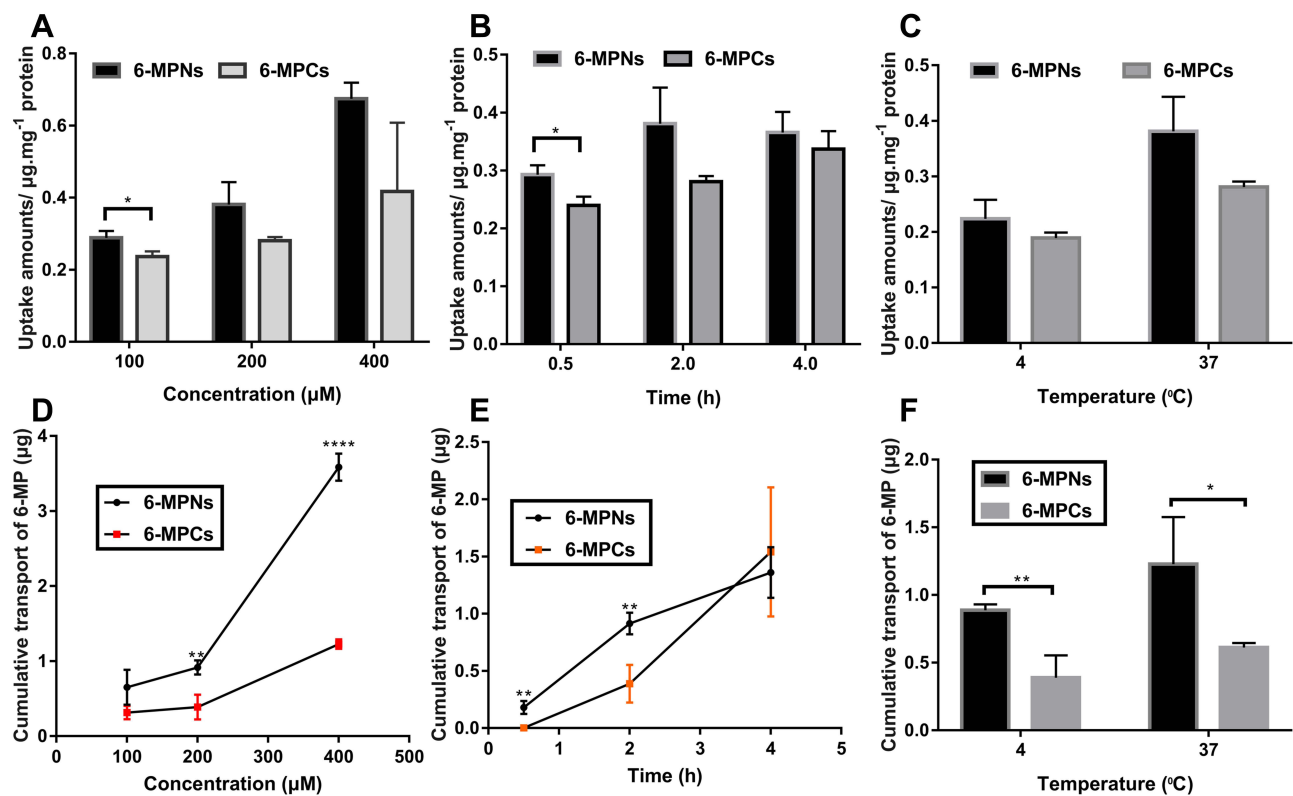 A
Uptake amounts/ µg.mg⁻¹ protein
0.8
0.6
0.4
0.2
0.0
6-MPNs
6-MPCs
*
100
200
400
Concentration (µM)
B
Uptake amounts/ µg.mg⁻¹ protein
0.5
0.4
0.3
0.2
0.1
0.0
6-MPNs
6-MPCs
*
0.5
2.0
4.0
Time (h)
C
Uptake amounts/ µg.mg⁻¹ protein
0.5
0.4
0.3
0.2
0.1
0.0
6-MPNs
6-MPCs
4
37
Temperature (⁰C)
D
Cumulative transport of 6-MP (µg)
4
3
2
1
0
6-MPNs
6-MPCs
**
****
0
100
200
300
400
500
Concentration (µM)
E
Cumulative transport of 6-MP (µg)
2.5
2.0
1.5
1.0
0.5
0.0
6-MPNs
6-MPCs
**
**
0
1
2
3
4
5
Time (h)
F
Cumulative transport of 6-MP (µg)
2.0
1.5
1.0
0.5
0.0
6-MPNs
6-MPCs
**
*
4
37
Temperature (⁰C)